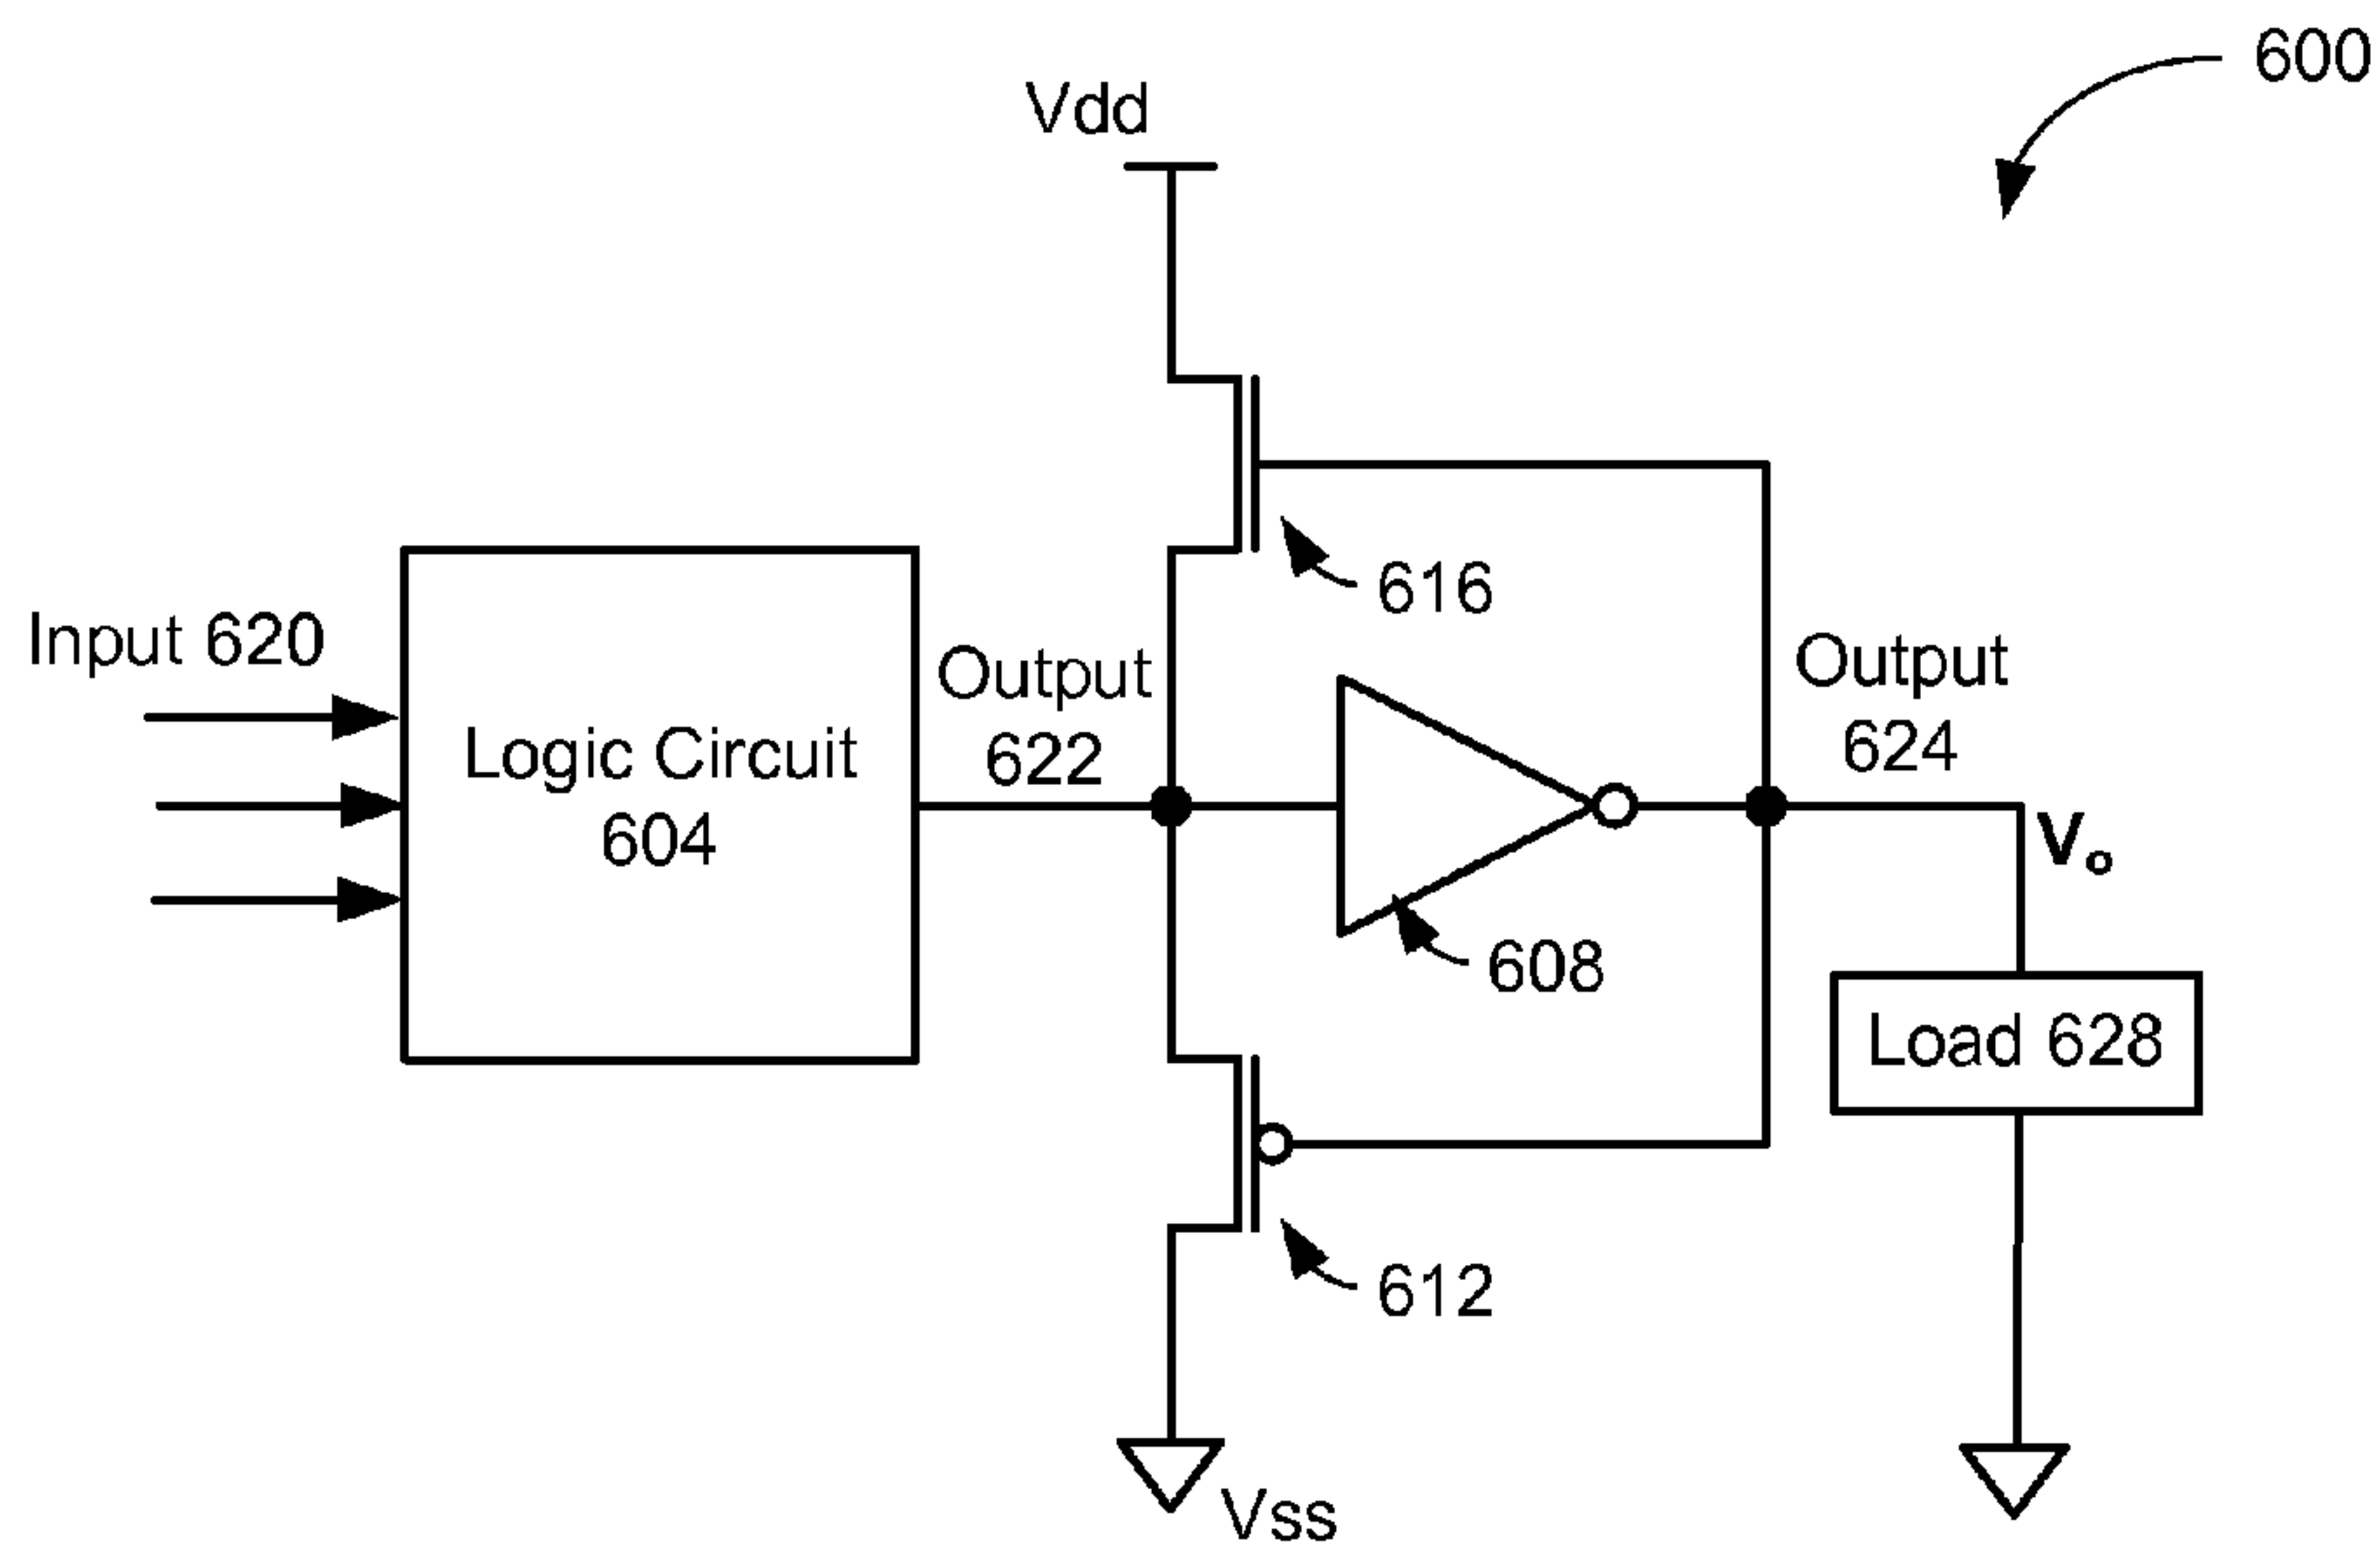 600
Vdd
616
Input 620
Output
622
Output
624
Logic Circuit
604
Vo
608
Load 628
612
Vss